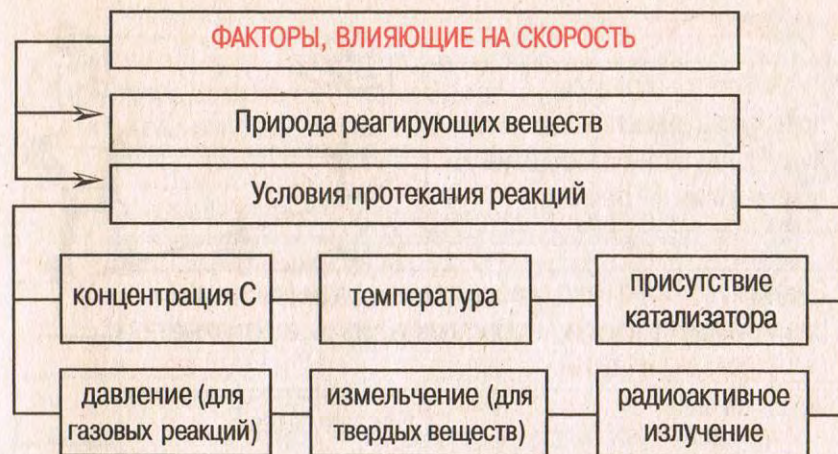 ФАКТОРЫ, ВЛИЯЮЩИЕ НА СКОРОСТЬ
Природа реагирующих веществ
Условия протекания реакций
концентрация С
температура
присутствие
катализатора
давление (для
газовых реакций)
измельчение (для
твердых веществ)
радиоактивное
излучение